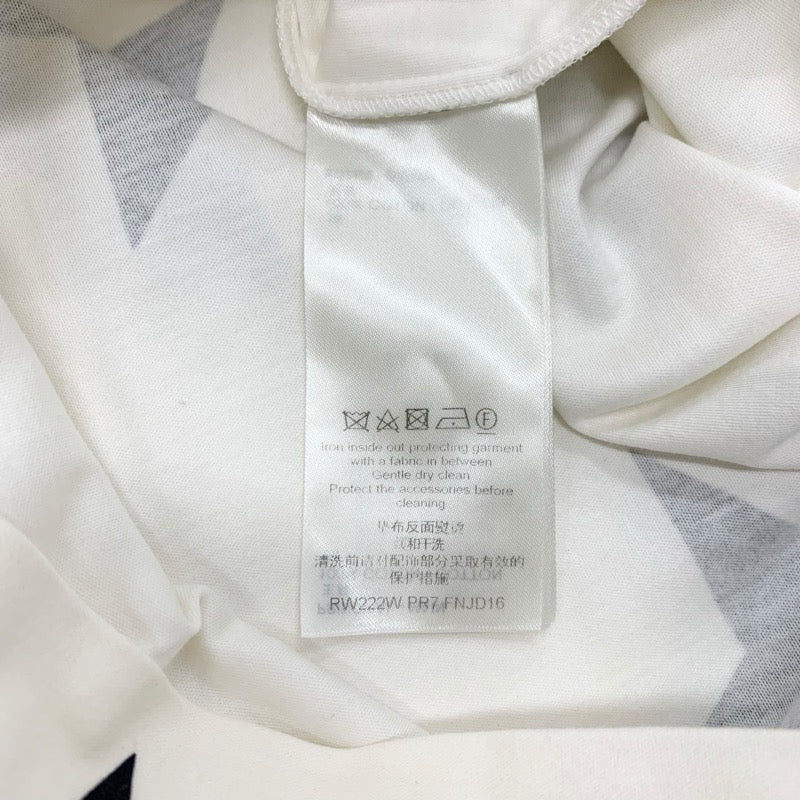 Iron inside out protecting garment
with a fabric in between
Gentle dry clean
Protect the accessories before
cleaning
垫布反面熨烫
缓和干洗
清洗前请对配饰部分采取有效的
保护措施
RW222W PR7 FNJD16